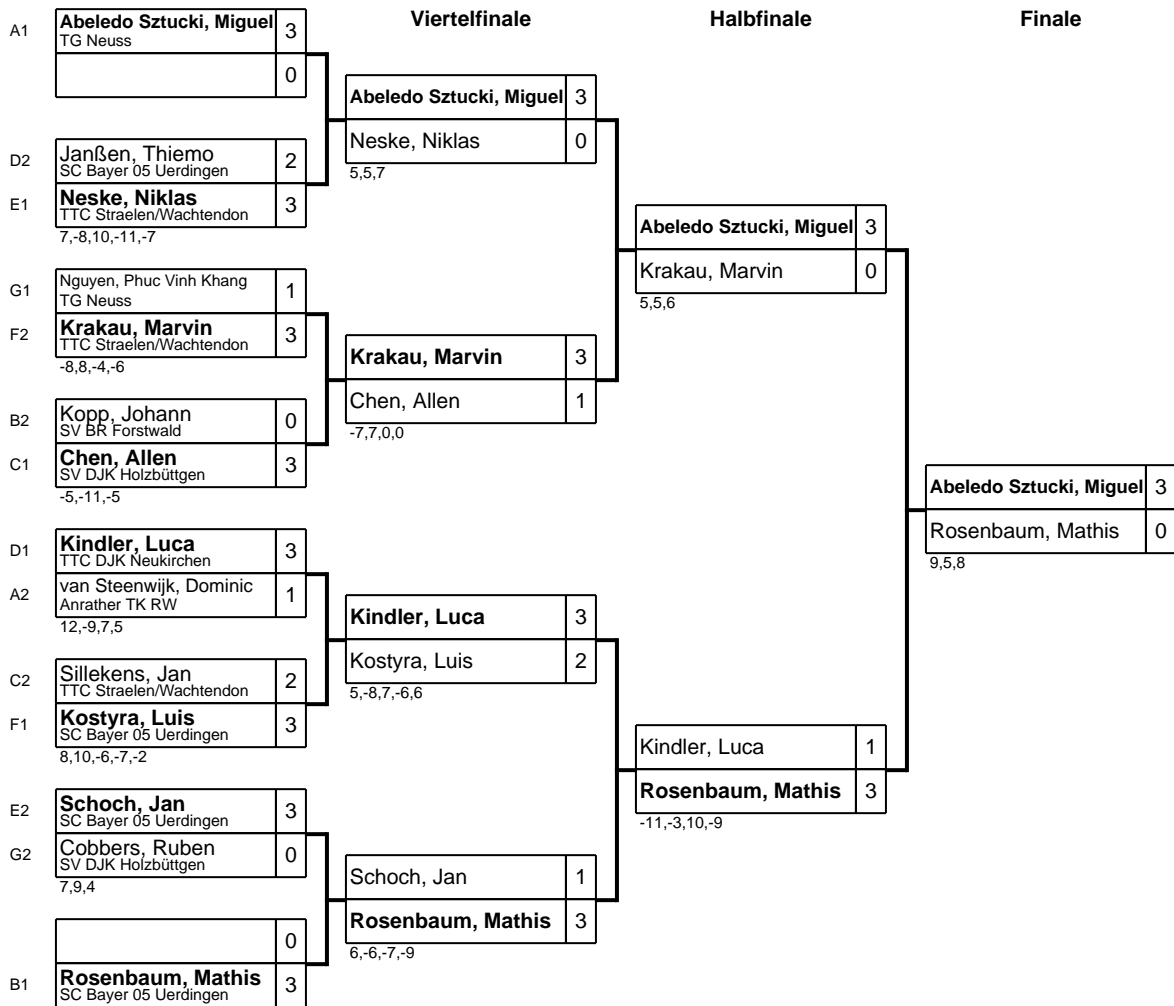 Viertelfinale
Halbfinale
Finale
A1
Abeledo Sztucki, Miguel 3
TG Neuss
0
D2
Janßen, Thiemo 2
SC Bayer 05 Uerdingen
E1
Neske, Niklas 3
TTC Straelen/Wachtendon
7,-8,10,-11,-7
G1
Nguyen, Phuc Vinh Khang 1
TG Neuss
F2
Krakau, Marvin 3
TTC Straelen/Wachtendon
-8,8,-4,-6
B2
Kopp, Johann 0
SV BR Forstwald
C1
Chen, Allen 3
SV DJK Holzbüttgen
-5,-11,-5
D1
Kindler, Luca 3
TTC DJK Neukirchen
A2
van Steenwijk, Dominic 1
Anrather TK RW
12,-9,7,5
C2
Sillekens, Jan 2
TTC Straelen/Wachtendon
F1
Kostyra, Luis 3
SC Bayer 05 Uerdingen
8,10,-6,-7,-2
E2
Schoch, Jan 3
SC Bayer 05 Uerdingen
G2
Cobbers, Ruben 0
SV DJK Holzbüttgen
7,9,4
0
B1
Rosenbaum, Mathis 3
SC Bayer 05 Uerdingen
Abeledo Sztucki, Miguel 3
Neske, Niklas 0
5,5,7
Krakau, Marvin 3
Chen, Allen 1
-7,7,0,0
Kindler, Luca 3
Kostyra, Luis 2
5,-8,7,-6,6
Schoch, Jan 1
Rosenbaum, Mathis 3
6,-6,-7,-9
Abeledo Sztucki, Miguel 3
Krakau, Marvin 0
5,5,6
Kindler, Luca 1
Rosenbaum, Mathis 3
-11,-3,10,-9
Abeledo Sztucki, Miguel 3
Rosenbaum, Mathis 0
9,5,8